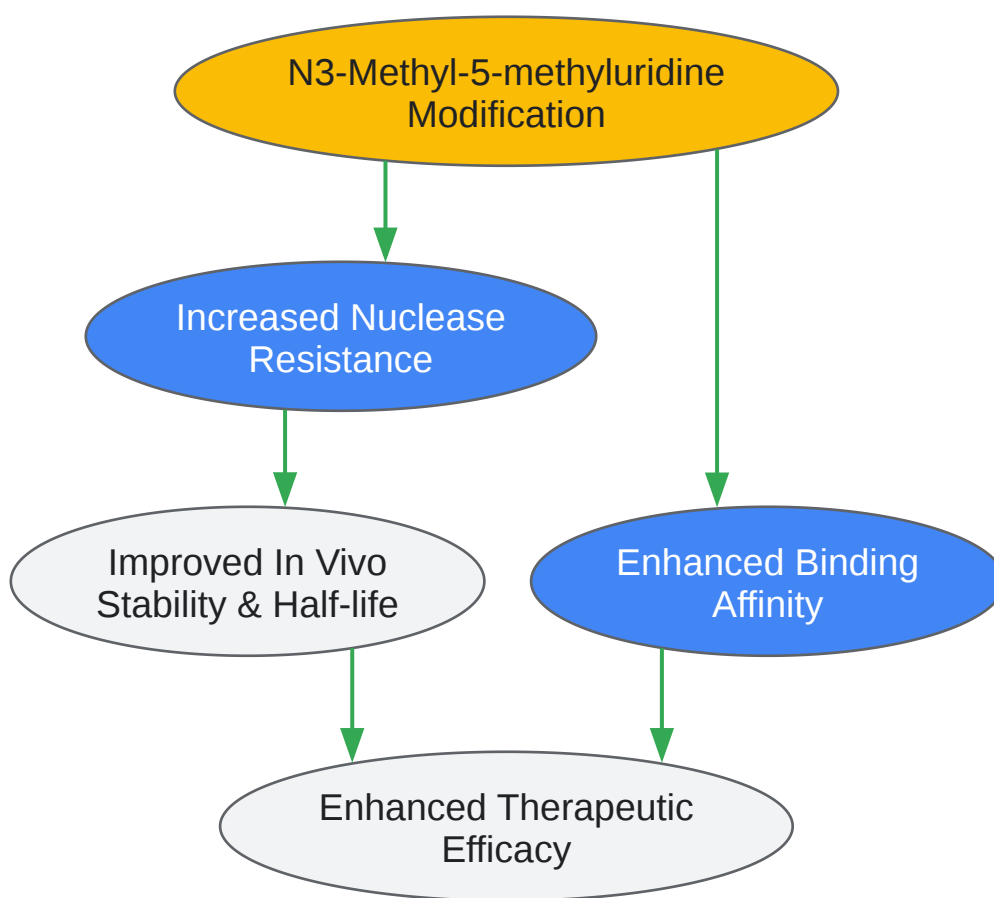 N3-Methyl-5-methyluridine
Modification
Increased Nuclease
Resistance
Improved In Vivo
Stability & Half-life
Enhanced Binding
Affinity
Enhanced Therapeutic
Efficacy